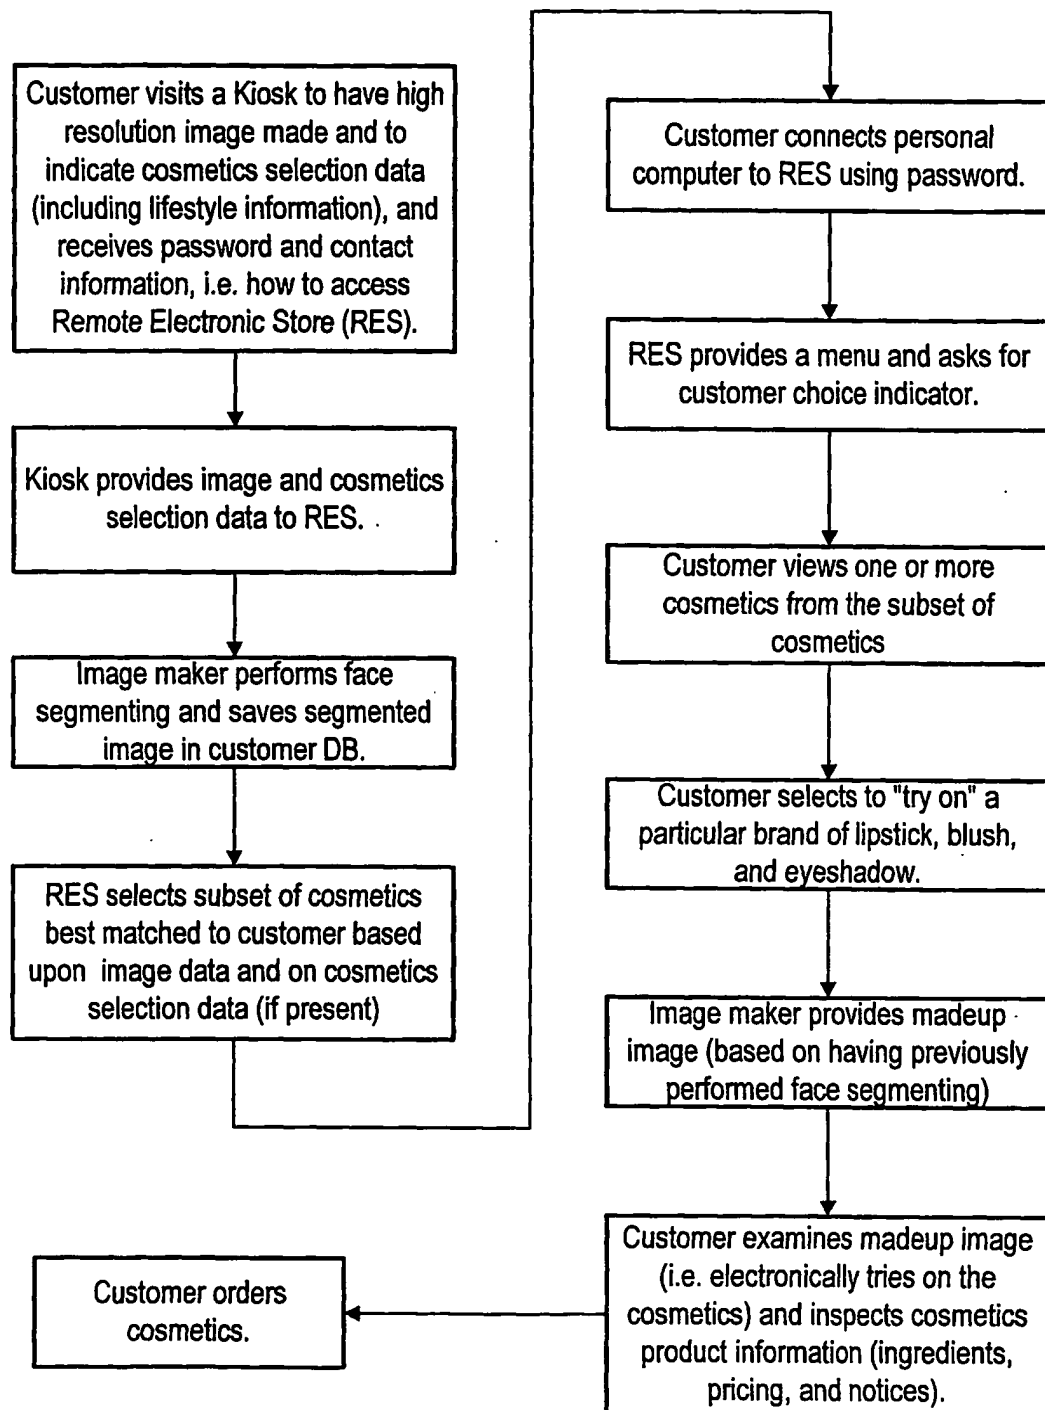 Customer visits a Kiosk to have high
resolution image made and to
indicate cosmetics selection data
(including lifestyle information), and
receives password and contact
information, i.e. how to access
Remote Electronic Store (RES).
Kiosk provides image and cosmetics
selection data to RES.
Image maker performs face
segmenting and saves segmented
image in customer DB.
RES selects subset of cosmetics
best matched to customer based
upon image data and on cosmetics
selection data (if present)
Customer connects personal
computer to RES using password.
RES provides a menu and asks for
customer choice indicator.
Customer views one or more
cosmetics from the subset of
cosmetics
Customer selects to "try on" a
particular brand of lipstick, blush,
and eyeshadow.
Image maker provides madeup
image (based on having previously
performed face segmenting)
Customer examines madeup image
(i.e. electronically tries on the
cosmetics) and inspects cosmetics
product information (ingredients,
pricing, and notices).
Customer orders
cosmetics.